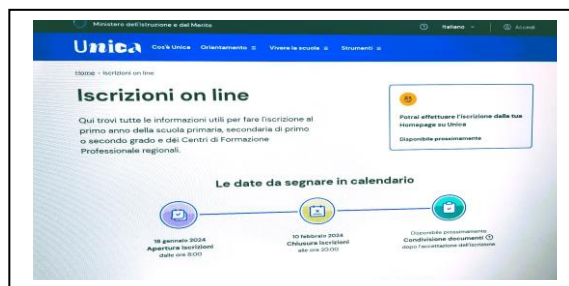 Ministero dell'Istruzione e del Merito
Italiano
Accedi
Unica
Cos'è Unica Orientamento Vivere la scuola Strumenti
Home - Iscrizioni on line
Iscrizioni on line
Qui trovi tutte le informazioni utili per fare l'iscrizione al
primo anno della scuola primaria, secondaria di primo
o secondo grado e dei Centri di Formazione
Professionale regionali.
Potrai effettuare l'iscrizione dalla tua
Homepage su Unica
Disponibile prossimamente
Le date da segnare in calendario
18 gennaio 2024
Apertura iscrizioni
dalle ore 8:00
10 febbraio 2024
Chiusura iscrizioni
alle ore 20:00
Disponibile prossimamente
Condivisione documenti
dopo l'accettazione dell'iscrizione